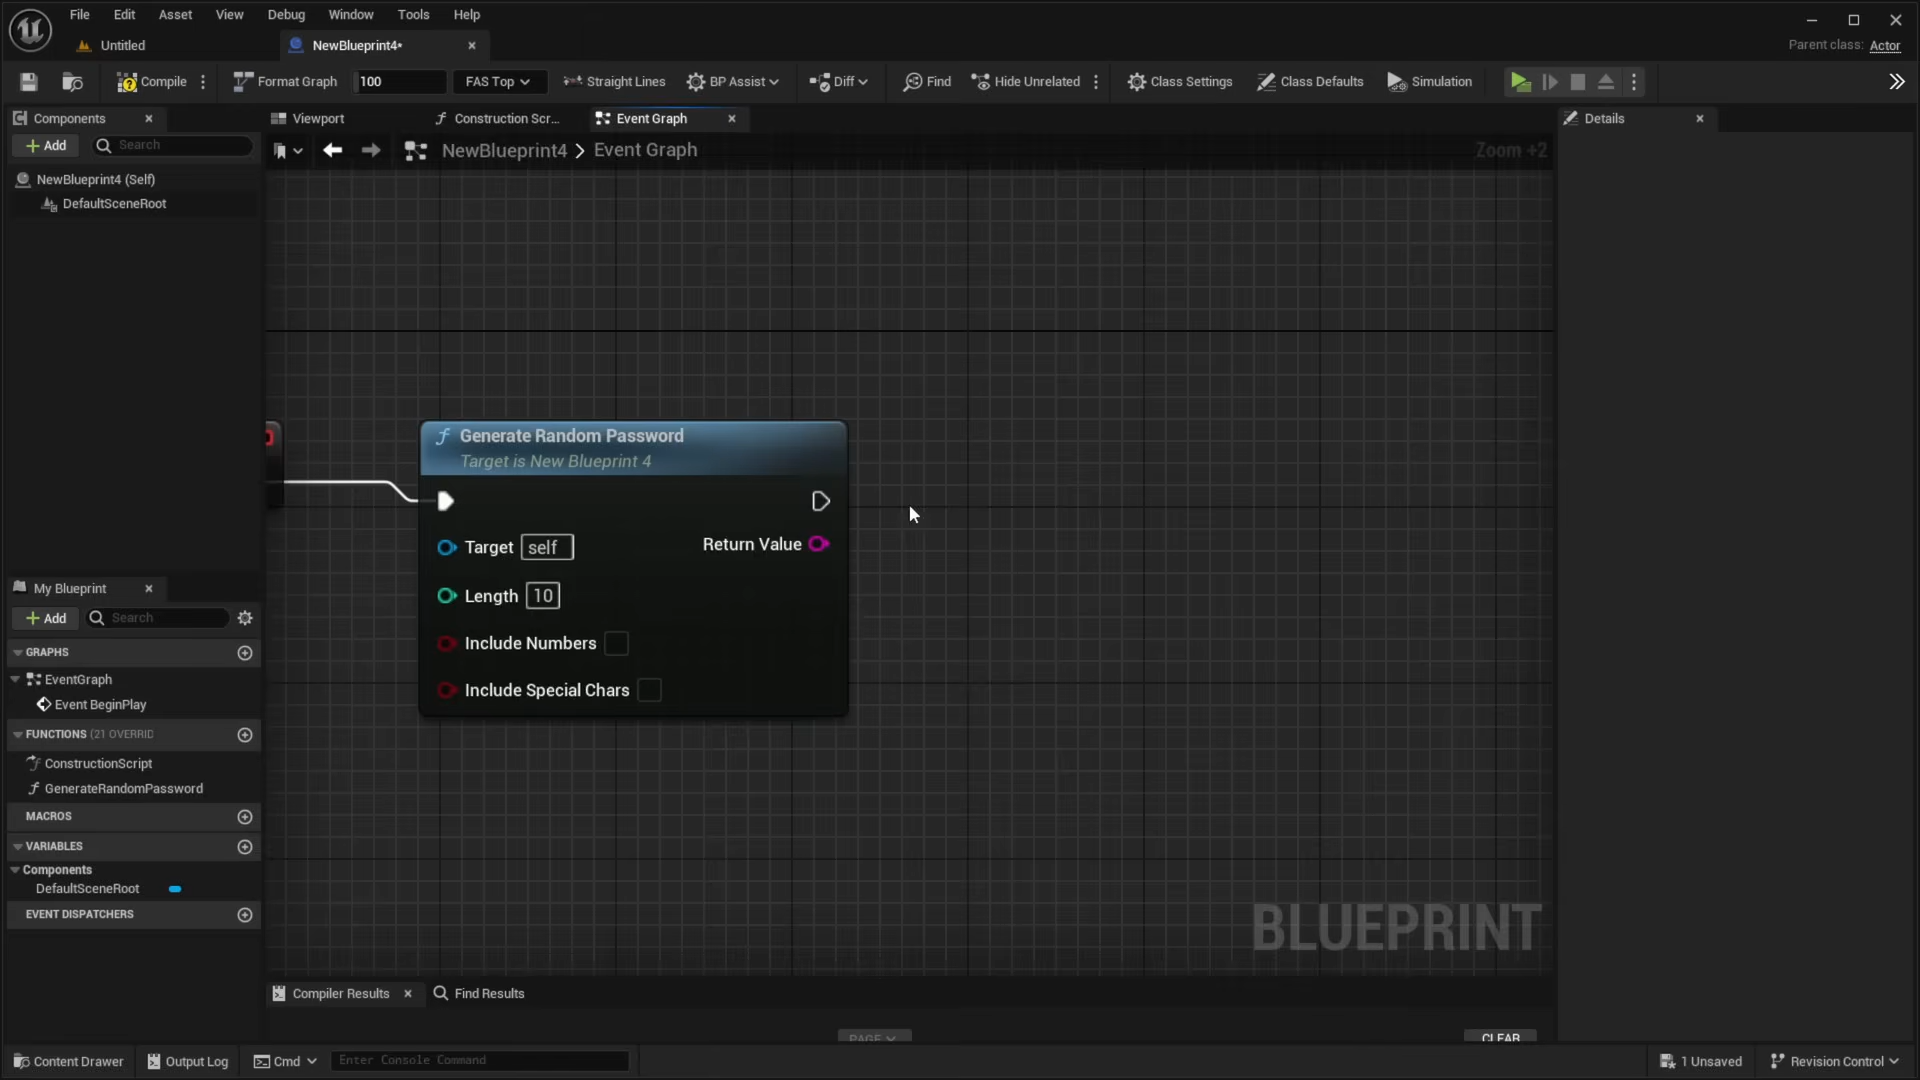 File Edit Asset View Debug Window Tools Help
Untitled NewBlueprint4*
Parent class: Actor
Compile Format Graph 100 FAS Top Straight Lines BP Assist Diff Find Hide Unrelated Class Settings Class Defaults Simulation
Components
Add Search
NewBlueprint4 (Self)
DefaultSceneRoot
Viewport Construction Scr... Event Graph
NewBlueprint4 > Event Graph
Zoom +2
Details
Generate Random Password
Target is New Blueprint 4
Target self
Return Value
Length 10
Include Numbers
Include Special Chars
BLUEPRINT
My Blueprint
Add Search
GRAPHS
EventGraph
Event BeginPlay
FUNCTIONS (21 OVERRID
ConstructionScript
GenerateRandomPassword
MACROS
VARIABLES
Components
DefaultSceneRoot
EVENT DISPATCHERS
Compiler Results Find Results
PAGE
CLEAR
Content Drawer Output Log Cmd Enter Console Command
1 Unsaved Revision Control